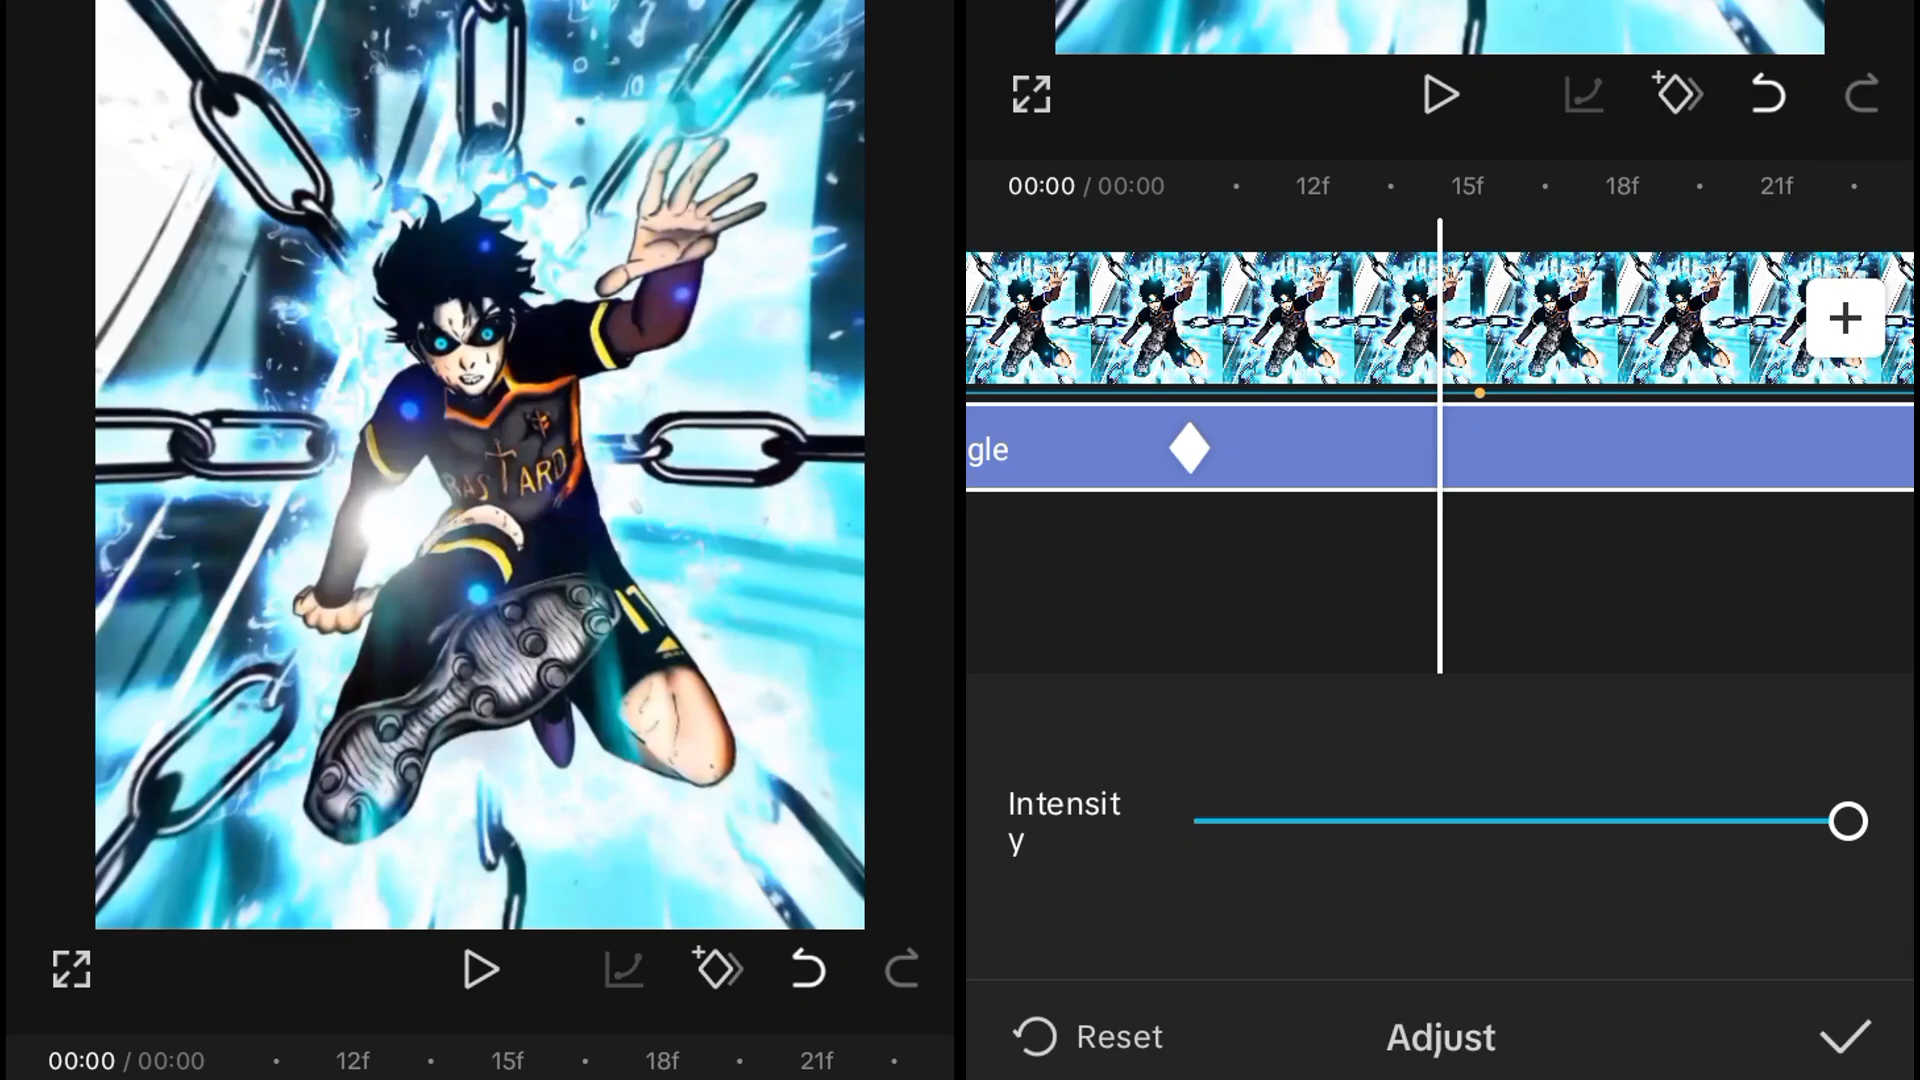 BASTARD
00:00 / 00:00 12f 15f 18f 21f
00:00 / 00:00 12f 15f 18f 21f
gle
Intensit
y
Reset
Adjust